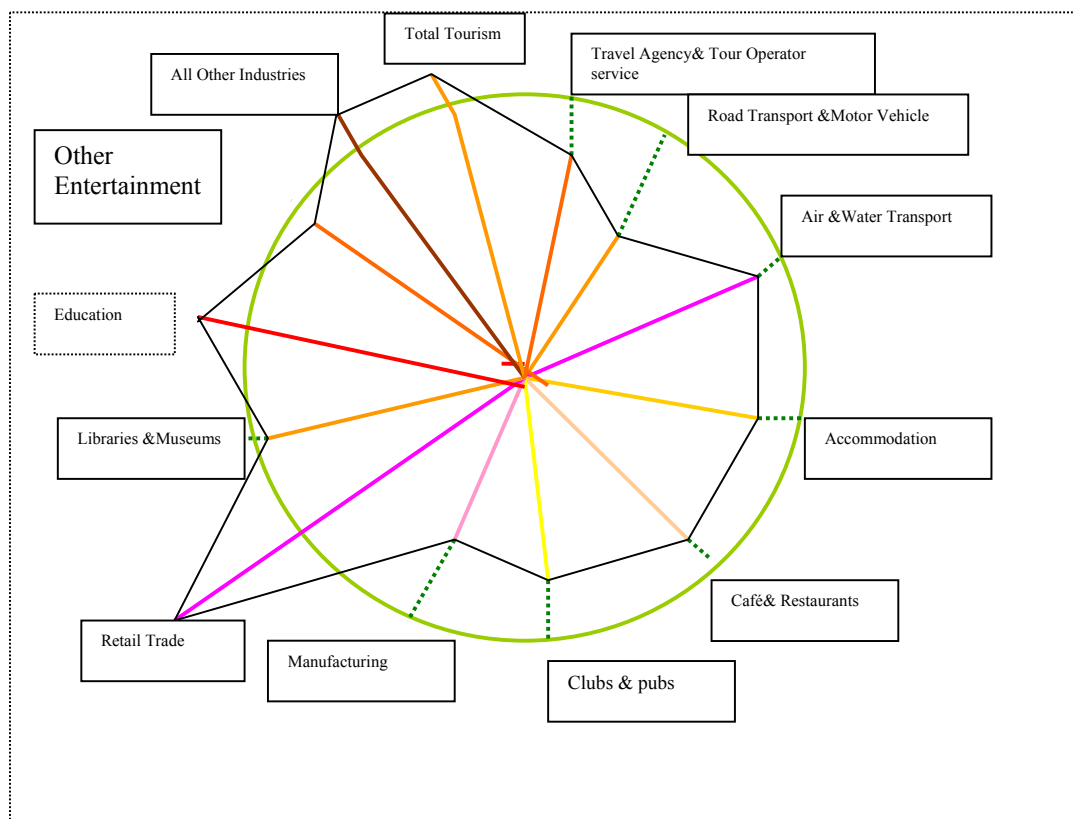 Total Tourism
Travel Agency& Tour Operator
service
All Other Industries
Road Transport &Motor Vehicle
Other
Entertainment
Air &Water Transport
Education
Libraries &Museums
Accommodation
Café& Restaurants
Retail Trade
Manufacturing
Clubs & pubs